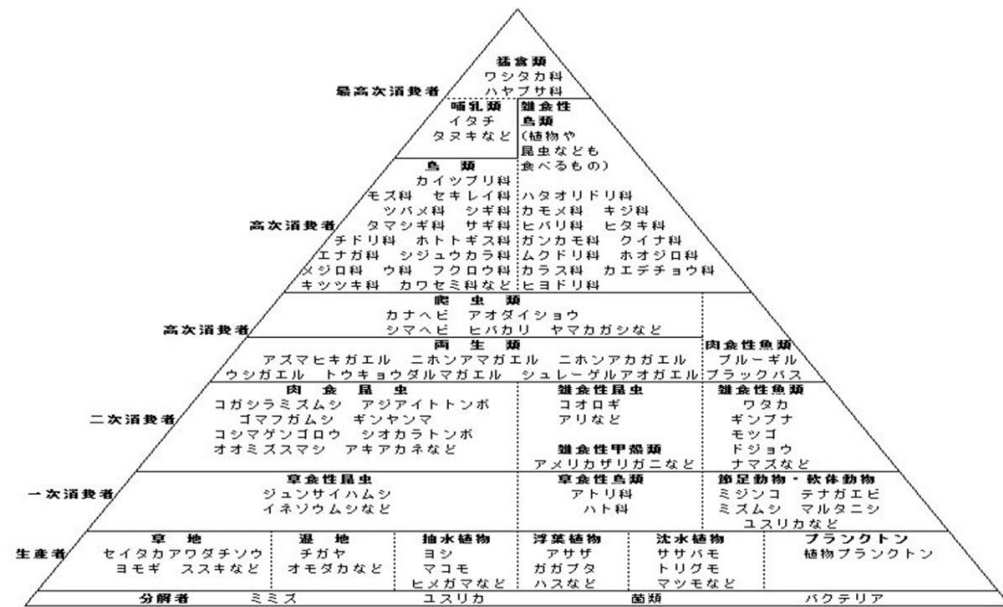 猛禽類
ワシタカ科
ハヤブサ科
最高次消費者
哺乳類
イタチ
タヌキなど
雑食性
鳥類
(植物や
昆虫なども
食べるもの)
鳥 類
カイツブリ科
モズ科 セキレイ科
ツバメ科 シギ科
タマシギ科 サギ科
チドリ科 ホトトギス科
エナガ科 シジュウカラ科
メジロ科 ウ科 フクロウ科
キツツキ科 カワセミ科など
ハタオリドリ科
カモメ科 キジ科
ヒバリ科 ヒタキ科
ガンカモ科 クイナ科
ムクドリ科 ホオジロ科
カラス科 カエデチョウ科
ヒヨドリ科
高次消費者
爬 虫 類
カナヘビ アオダイショウ
シマヘビ ヒバカリ ヤマカガシなど
高次消費者
両 生 類
アズマヒキガエル ニホンアマガエル ニホンアカガエル
ウシガエル トウキョウダルマガエル シュレーゲルアオガエル
肉食性魚類
ブルーギル
ブラックバス
二次消費者
肉 食 昆 虫
コガシラミズムシ アジアイトトンボ
ゴマフガムシ ギンヤンマ
コシマゲンゴロウ シオカラトンボ
オオミズスマシ アキアカネなど
雑食性昆虫
コオロギ
アリなど
雑食性甲殻類
アメリカザリガニなど
雑食性魚類
ワタカ
ギンブナ
モツゴ
ドジョウ
ナマズなど
一次消費者
草食性昆虫
ジュンサイハムシ
イネゾウムシなど
草食性鳥類
アトリ科
ハト科
節足動物・軟体動物
ミジンコ テナガエビ
ミズムシ マルタニシ
ユスリカなど
生産者
草 地
セイタカアワダチソウ
ヨモギ ススキなど
湿 地
チガヤ
オモダカなど
抽水植物
ヨシ
マコモ
ヒメガマなど
浮葉植物
アサザ
ガガブタ
ハスなど
沈水植物
ササバモ
トリゲモ
マツモなど
プランクトン
植物プランクトン
分解者 ミミズ ユスリカ 菌類 バクテリア